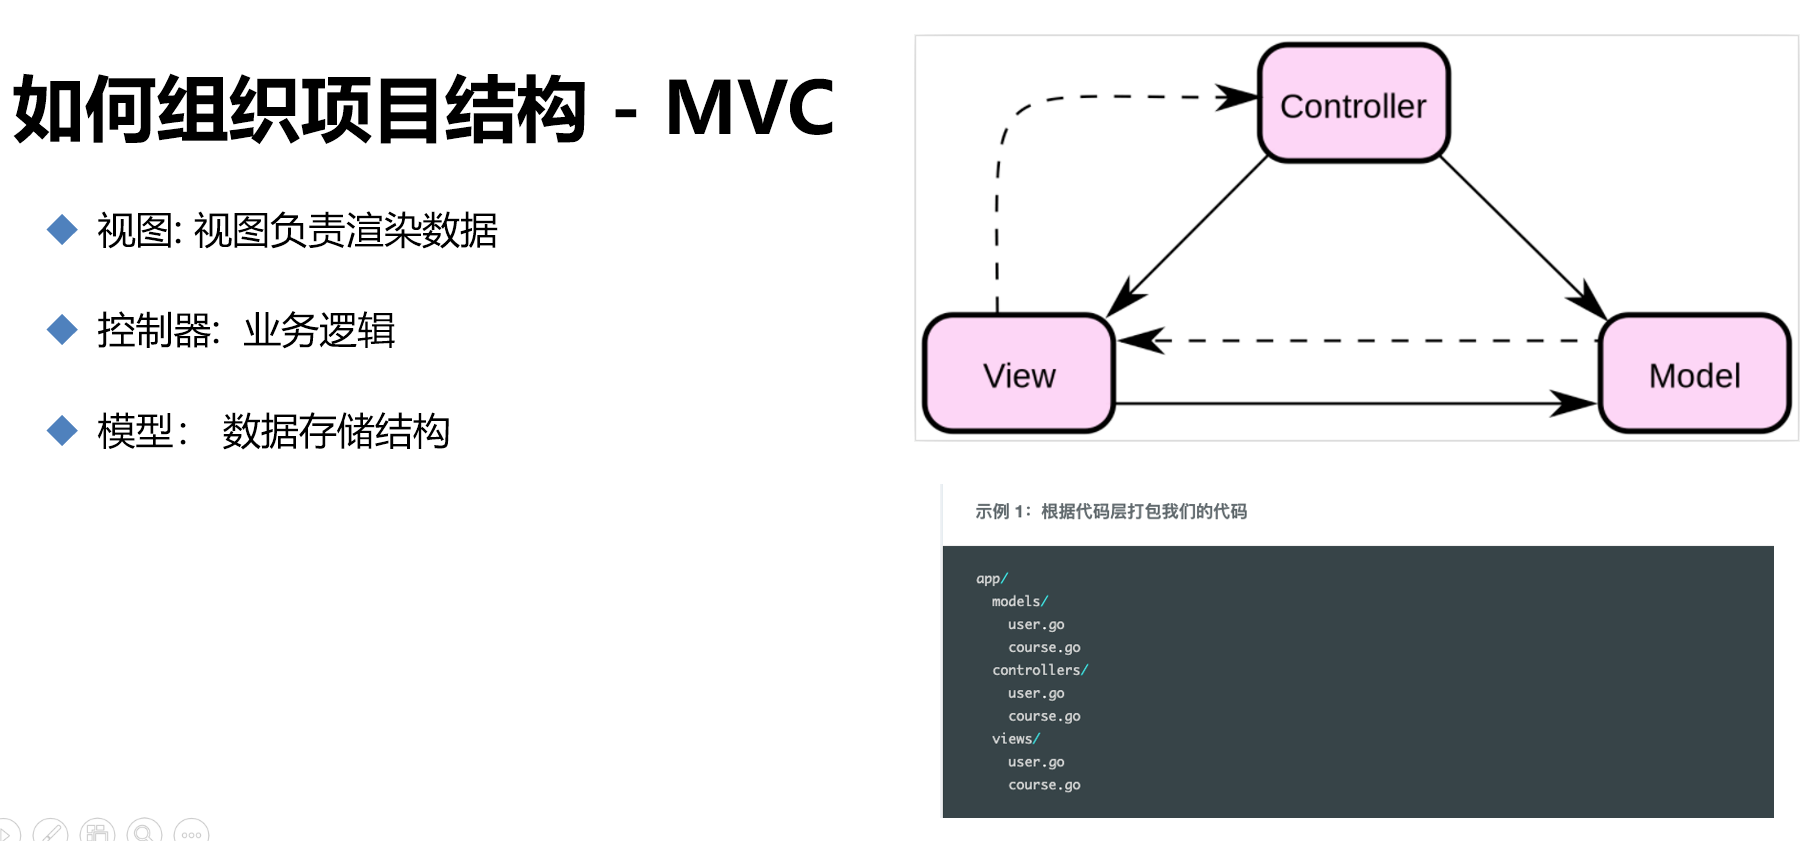 如何组织项目结构 - MVC
视图: 视图负责渲染数据
控制器: 业务逻辑
模型： 数据存储结构
Controller
View
Model
示例 1：根据代码层打包我们的代码
app/
models/
user.go
course.go
controllers/
user.go
course.go
views/
user.go
course.go